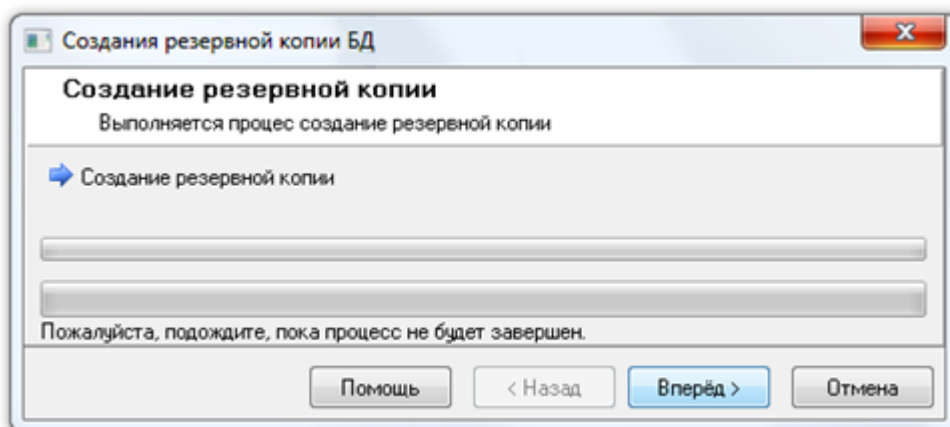 Создания резервной копии БД
Создание резервной копии
Выполняется процес создание резервной копии
Создание резервной копии
Пожалуйста, подождите, пока процесс не будет завершен.
Помощь < Назад Вперёд > Отмена